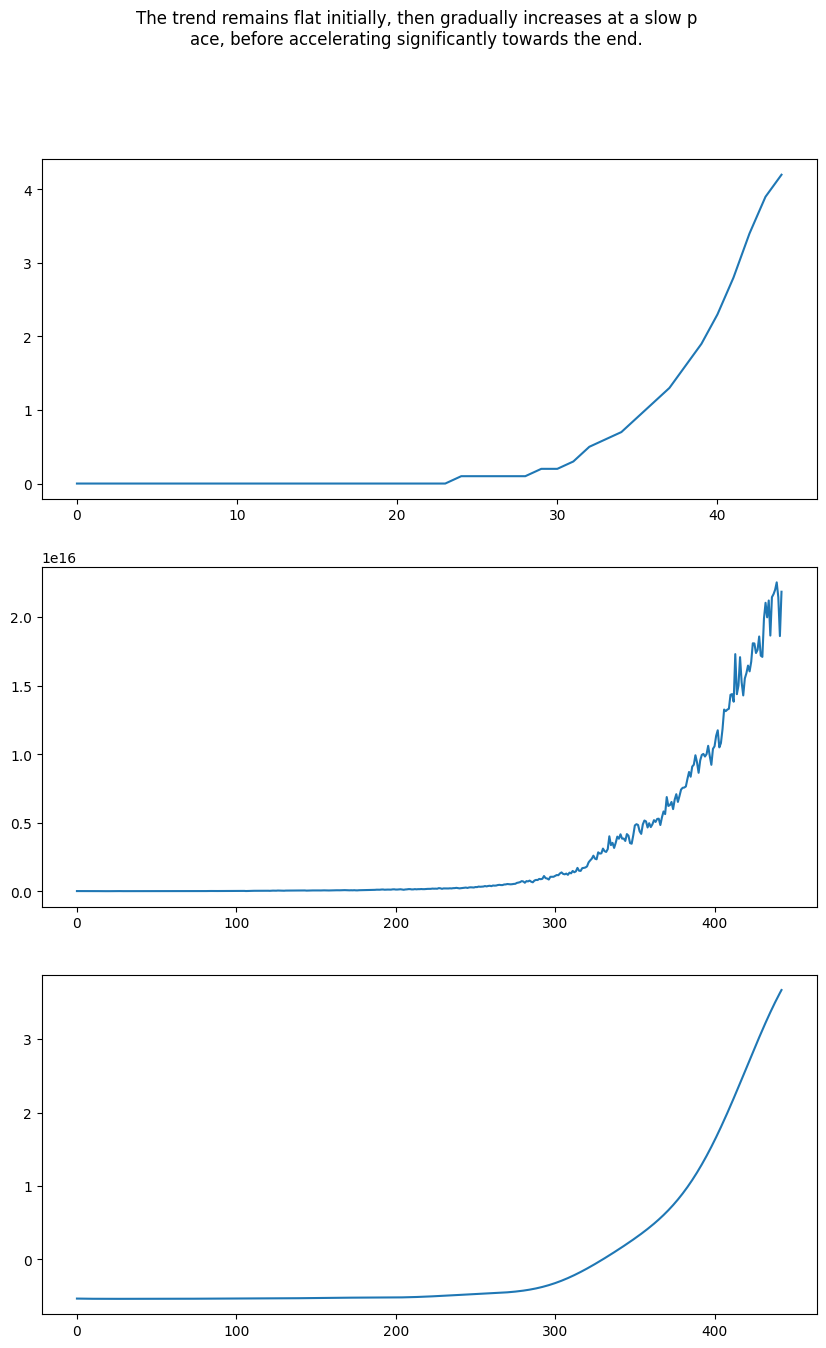 The trend remains flat initially, then gradually increases at a slow p
ace, before accelerating significantly towards the end.
4
3
2
1
0
0 10 20 30 40
1e16
2.0
1.5
1.0
0.5
0.0
0 100 200 300 400
3
2
1
0
0 100 200 300 400